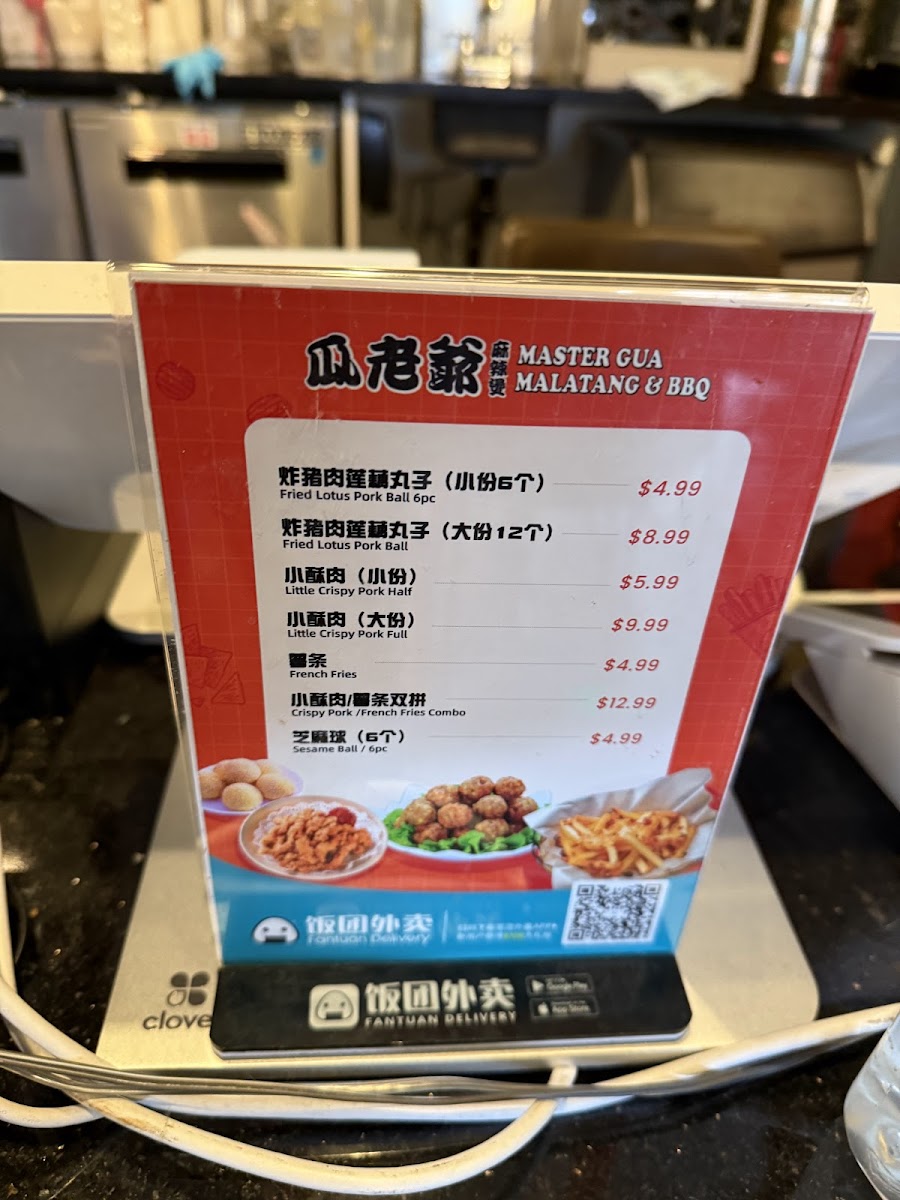 瓜老爺
麻辣烫
MASTER GUA
MALATANG & BBQ
炸猪肉莲藕丸子（小份6个） $4.99
Fried Lotus Pork Ball 6pc
炸猪肉莲藕丸子（大份12个） $8.99
Fried Lotus Pork Ball
小酥肉（小份） $5.99
Little Crispy Pork Half
小酥肉（大份） $9.99
Little Crispy Pork Full
薯条 $4.99
French Fries
小酥肉/薯条双拼 $12.99
Crispy Pork /French Fries Combo
芝麻球（6个） $4.99
Sesame Ball / 6pc
饭团外卖
Fantuan Delivery
饭团外卖
FANTUAN DELIVERY
Google Play
App Store
clove